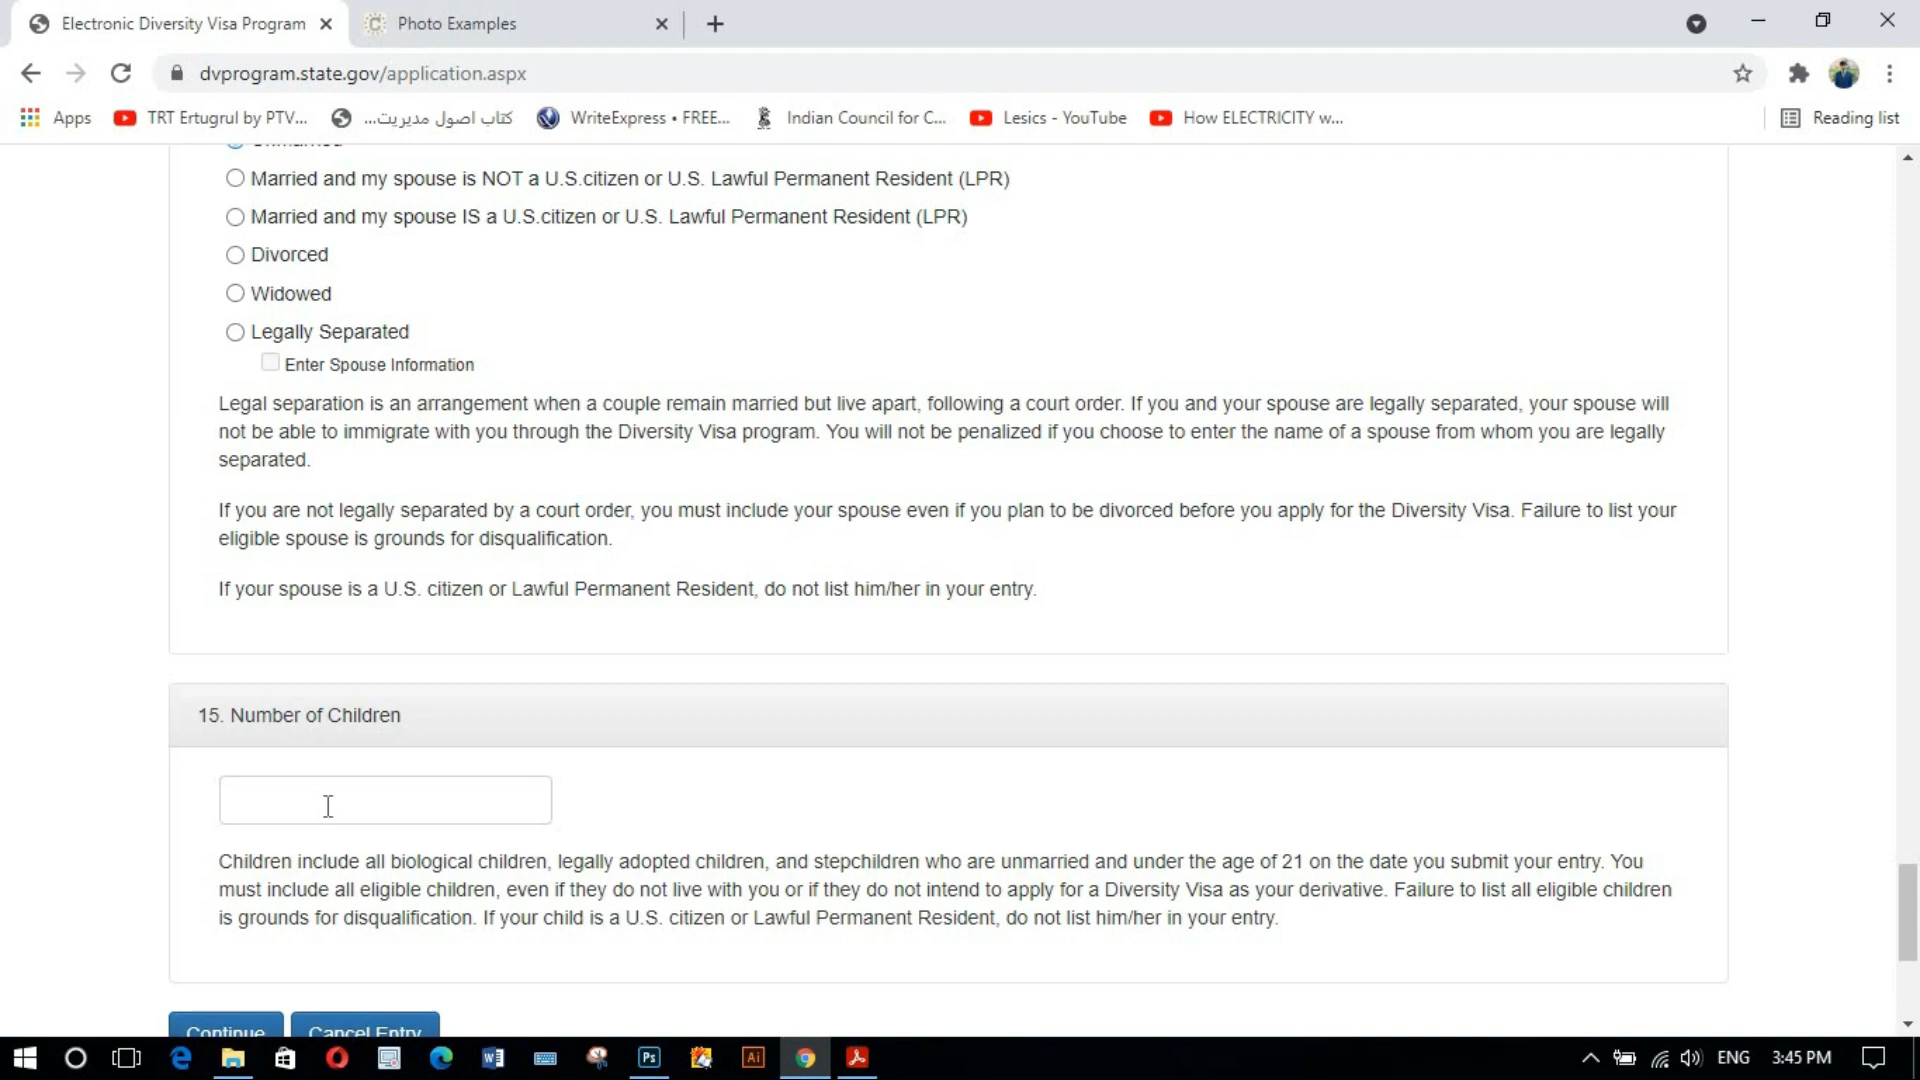 Electronic Diversity Visa Program
Photo Examples
dvprogram.state.gov/application.aspx
Apps
TRT Ertugrul by PTV...
کتاب اصول مدیریت...
WriteExpress • FREE...
Indian Council for C...
Lesics - YouTube
How ELECTRICITY w...
Reading list
Unmarried
Married and my spouse is NOT a U.S.citizen or U.S. Lawful Permanent Resident (LPR)
Married and my spouse IS a U.S.citizen or U.S. Lawful Permanent Resident (LPR)
Divorced
Widowed
Legally Separated
Enter Spouse Information
Legal separation is an arrangement when a couple remain married but live apart, following a court order. If you and your spouse are legally separated, your spouse will
not be able to immigrate with you through the Diversity Visa program. You will not be penalized if you choose to enter the name of a spouse from whom you are legally
separated.
If you are not legally separated by a court order, you must include your spouse even if you plan to be divorced before you apply for the Diversity Visa. Failure to list your
eligible spouse is grounds for disqualification.
If your spouse is a U.S. citizen or Lawful Permanent Resident, do not list him/her in your entry.
15. Number of Children
Children include all biological children, legally adopted children, and stepchildren who are unmarried and under the age of 21 on the date you submit your entry. You
must include all eligible children, even if they do not live with you or if they do not intend to apply for a Diversity Visa as your derivative. Failure to list all eligible children
is grounds for disqualification. If your child is a U.S. citizen or Lawful Permanent Resident, do not list him/her in your entry.
Continue
Cancel Entry
Ps
Ai
ENG
3:45 PM